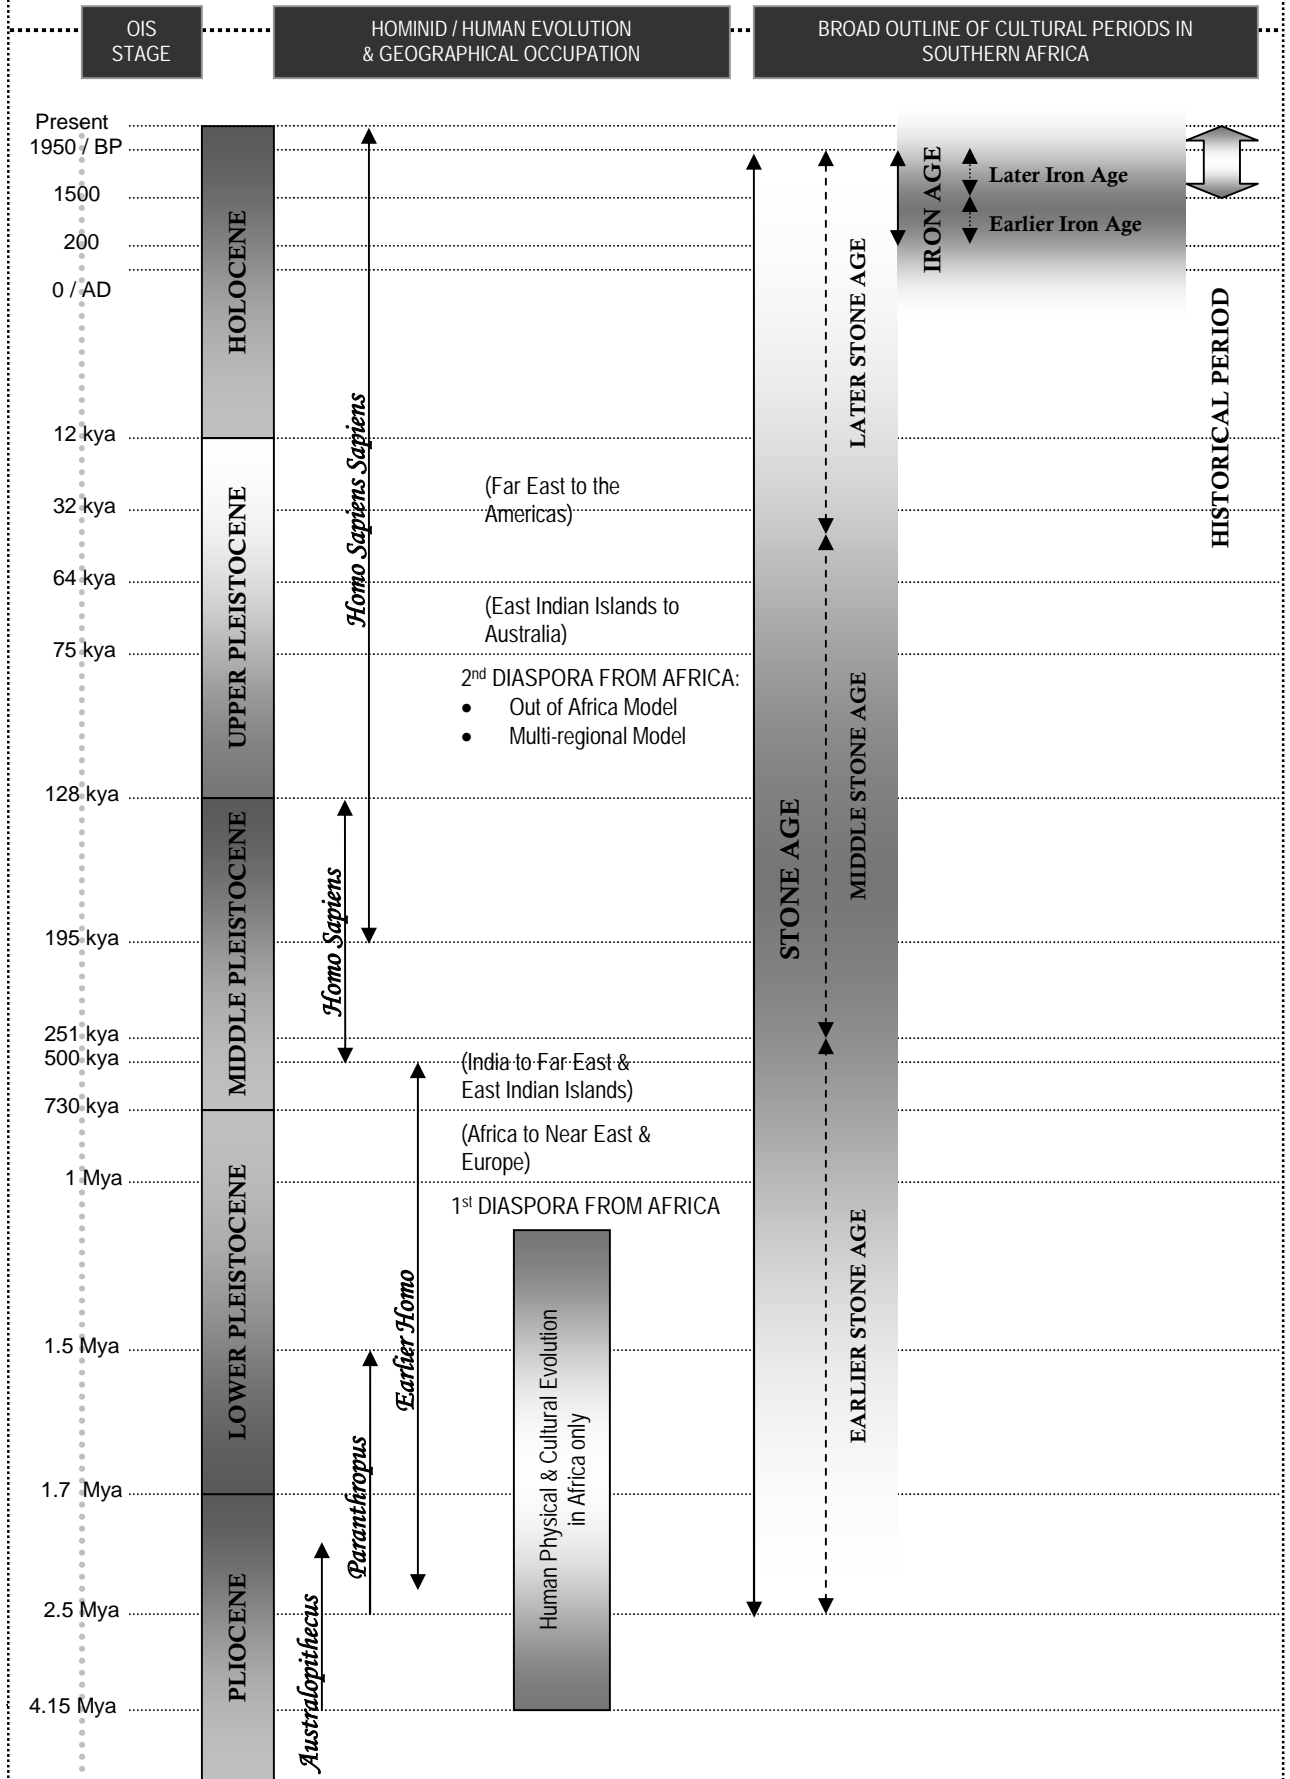 OIS
STAGE
HOMINID / HUMAN EVOLUTION
& GEOGRAPHICAL OCCUPATION
BROAD OUTLINE OF CULTURAL PERIODS IN
SOUTHERN AFRICA
Present
1950 / BP
1500
200
0 / AD
12 kya
32 kya
64 kya
75 kya
128 kya
195 kya
251 kya
500 kya
730 kya
1 Mya
1.5 Mya
1.7 Mya
2.5 Mya
4.15 Mya
HOLOCENE
UPPER PLEISTOCENE
MIDDLE PLEISTOCENE
LOWER PLEISTOCENE
PLIOCENE
Homo Sapiens Sapiens
Homo Sapiens
Earlier Homo
Paranthropus
Australopithecus
(Far East to the
Americas)
(East Indian Islands to
Australia)
2nd DIASPORA FROM AFRICA:
• Out of Africa Model
• Multi-regional Model
(India to Far East &
East Indian Islands)
(Africa to Near East &
Europe)
1st DIASPORA FROM AFRICA
Human Physical & Cultural Evolution
in Africa only
STONE AGE
LATER STONE AGE
MIDDLE STONE AGE
EARLIER STONE AGE
IRON AGE
Later Iron Age
Earlier Iron Age
HISTORICAL PERIOD